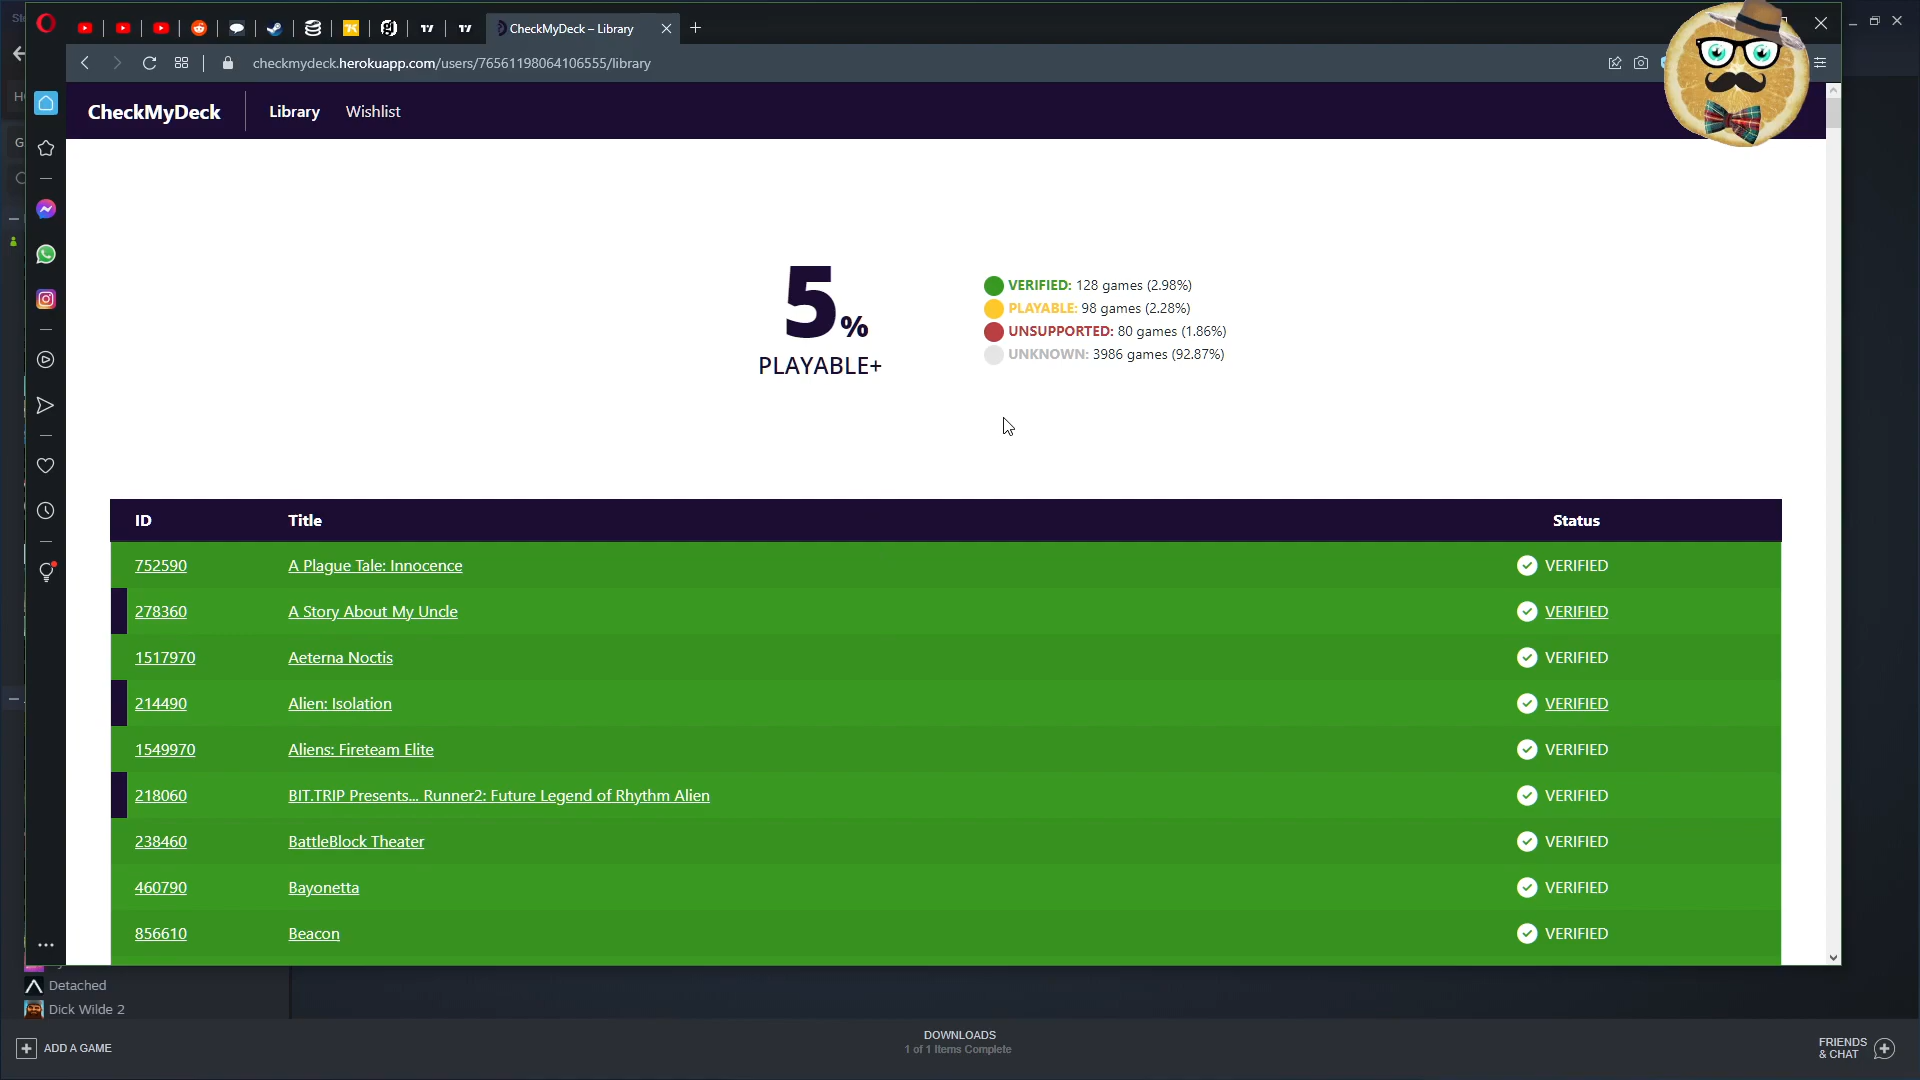 CheckMyDeck – Library
checkmydeck.herokuapp.com/users/76561198064106555/library
CheckMyDeck
Library
Wishlist
5%
PLAYABLE+
VERIFIED: 128 games (2.98%)
PLAYABLE: 98 games (2.28%)
UNSUPPORTED: 80 games (1.86%)
UNKNOWN: 3986 games (92.87%)
ID Title Status
752590 A Plague Tale: Innocence VERIFIED
278360 A Story About My Uncle VERIFIED
1517970 Aeterna Noctis VERIFIED
214490 Alien: Isolation VERIFIED
1549970 Aliens: Fireteam Elite VERIFIED
218060 BIT.TRIP Presents... Runner2: Future Legend of Rhythm Alien VERIFIED
238460 BattleBlock Theater VERIFIED
460790 Bayonetta VERIFIED
856610 Beacon VERIFIED
Detached
Dick Wilde 2
ADD A GAME
DOWNLOADS
1 of 1 Items Complete
FRIENDS
& CHAT